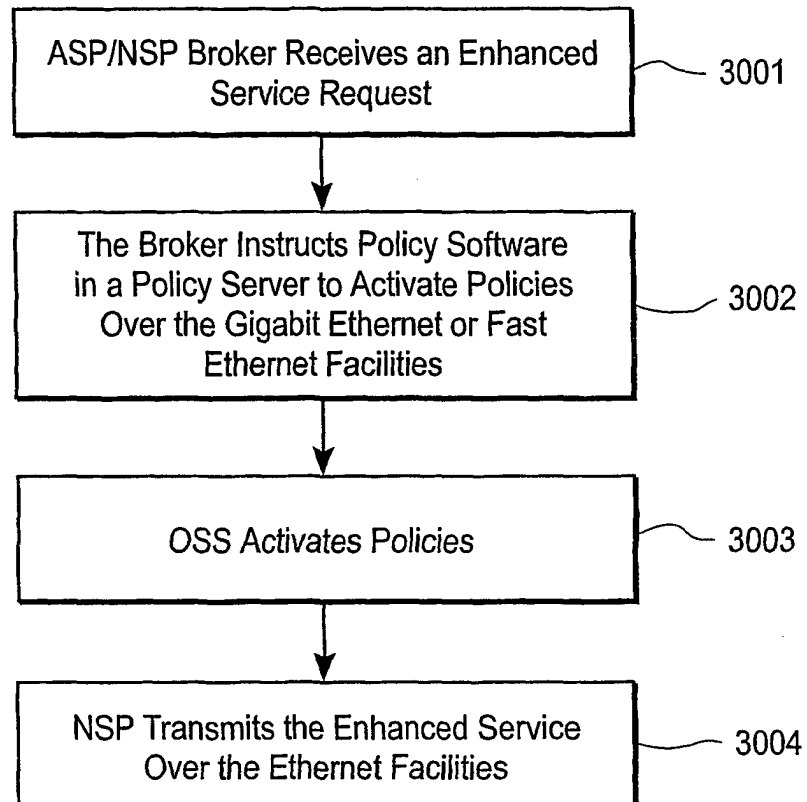 ASP/NSP Broker Receives an Enhanced
Service Request
3001
The Broker Instructs Policy Software
in a Policy Server to Activate Policies
Over the Gigabit Ethernet or Fast
Ethernet Facilities
3002
OSS Activates Policies
3003
NSP Transmits the Enhanced Service
Over the Ethernet Facilities
3004